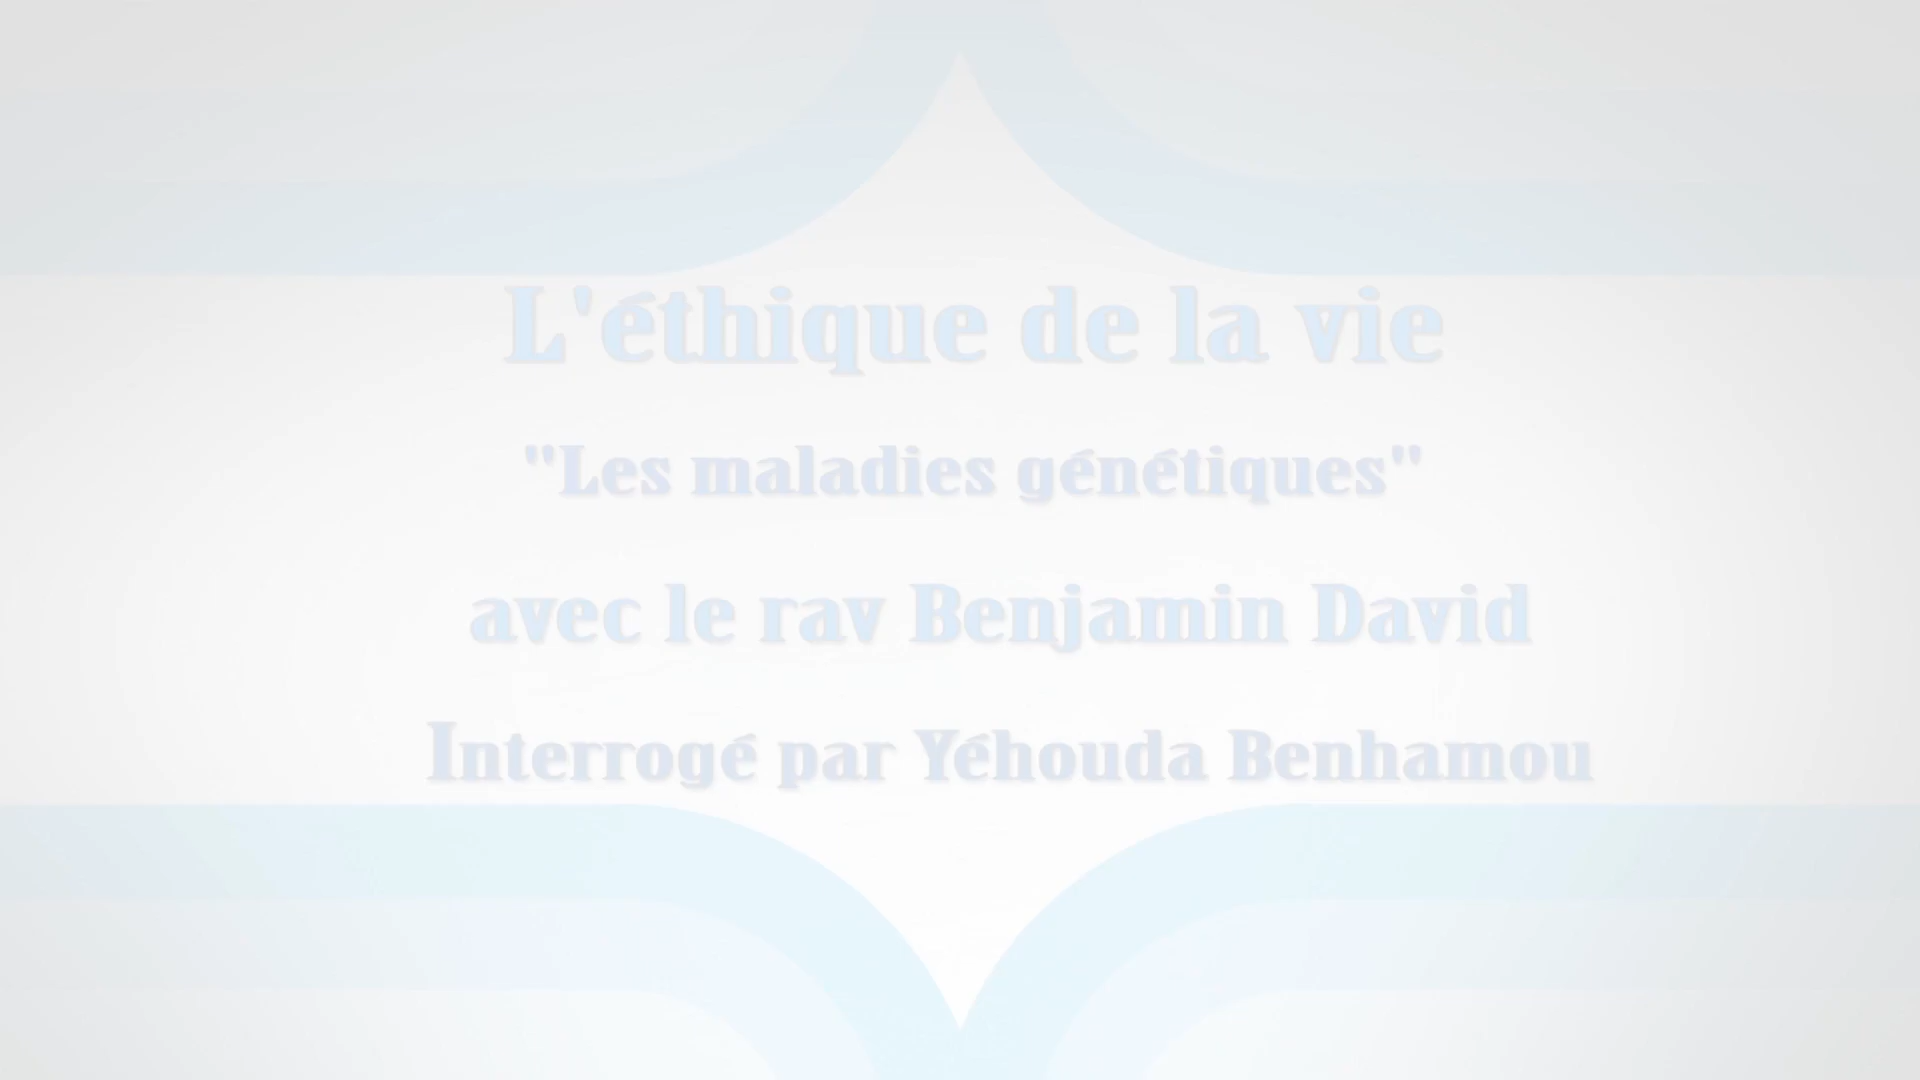 L'éthique de la vie
"Les maladies génétiques"
avec le rav Benjamin David
Interrogé par Yéhouda Benhamou